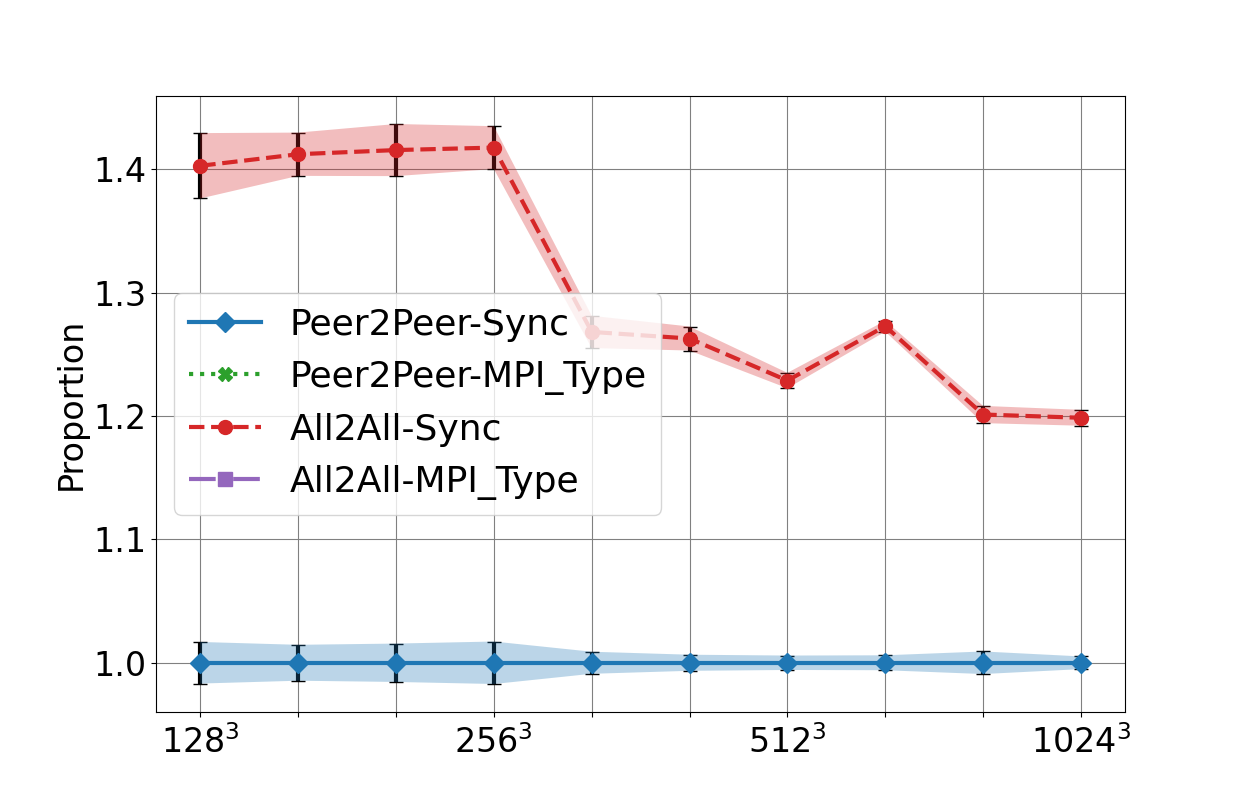 Proportion
1.4
1.3
1.2
1.1
1.0
Peer2Peer-Sync
Peer2Peer-MPI_Type
All2All-Sync
All2All-MPI_Type
128³ 256³ 512³ 1024³